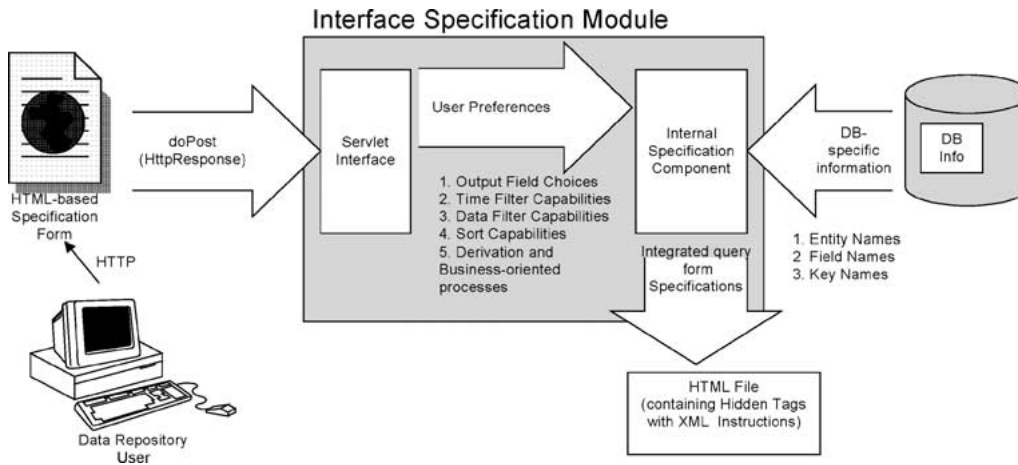 Interface Specification Module
HTML-based
Specification
Form
HTTP
Data Repository
User
doPost
(HttpResponse)
Servlet
Interface
User Preferences
1. Output Field Choices
2. Time Filter Capabilities
3. Data Filter Capabilities
4. Sort Capabilities
5. Derivation and
Business-oriented
processes
Internal
Specification
Component
Integrated query
form
Specifications
DB-
specific
information
DB
Info
1. Entity Names
2 Field Names
3. Key Names
HTML File
(containing Hidden Tags
with XML Instructions)